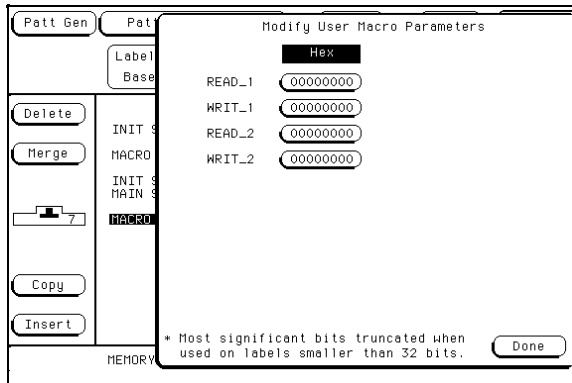 Patt Gen
Patt
Modify User Macro Parameters
Label
Base
Hex
READ_1 00000000
WRIT_1 00000000
READ_2 00000000
WRIT_2 00000000
Delete
Merge
7
Copy
Insert
INIT S
MACRO
INIT S
MAIN S
MACRO
MEMORY
* Most significant bits truncated when
used on labels smaller than 32 bits.
Done